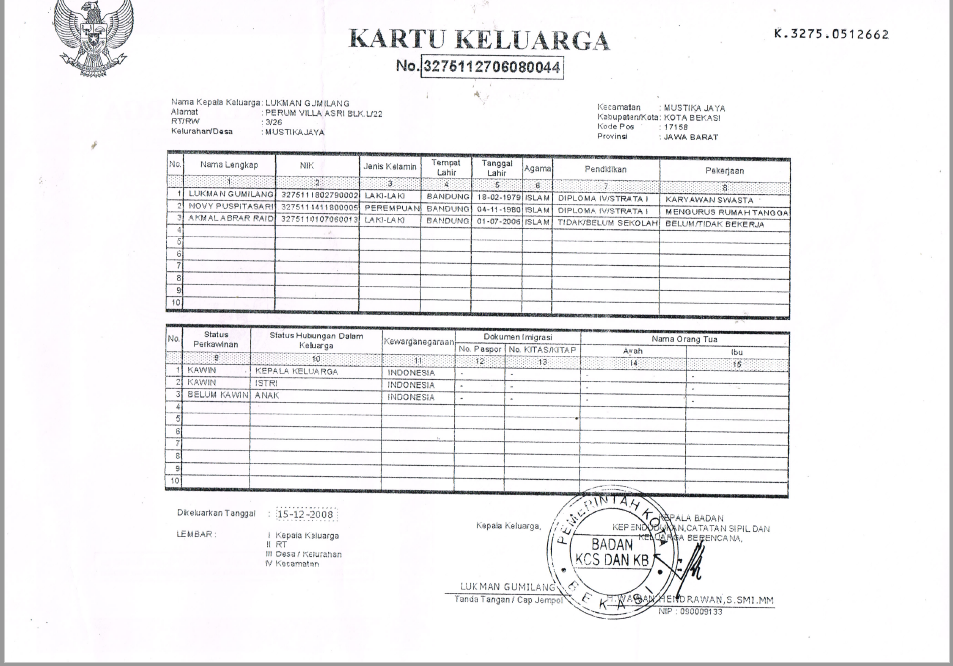 KARTU KELUARGA
K.3275.0512662
No. 3275112706080044
Nama Kepala Keluarga : LUKMAN GUMILANG
Alamat : PERUM VILLA ASRI BLK.L/22
RT/RW : 3/26
Kelurahan/Desa : MUSTIKAJAYA
Kecamatan : MUSTIKA JAYA
Kabupaten/Kota : KOTA BEKASI
Kode Pos : 17158
Provinsi : JAWA BARAT
No. Nama Lengkap NIK Jenis Kelamin Tempat Lahir Tanggal Lahir Agama Pendidikan Pekerjaan
1 2 3 4 5 6 7 8
1 LUKMAN GUMILANG 3275111802790002 LAKI-LAKI BANDUNG 18-02-1979 ISLAM DIPLOMA IV/STRATA I KARYAWAN SWASTA
2 NOVY PUSPITASARI 3275111411800005 PEREMPUAN BANDUNG 04-11-1980 ISLAM DIPLOMA IV/STRATA I MENGURUS RUMAH TANGGA
3 AKMAL ABRAR RAID 3275110107060013 LAKI-LAKI BANDUNG 01-07-2006 ISLAM TIDAK/BELUM SEKOLAH BELUM/TIDAK BEKERJA
4
5
6
7
8
9
10
No. Status Perkawinan Status Hubungan Dalam Keluarga Kewarganegaraan Dokumen Imigrasi Nama Orang Tua
No. Paspor No. KITAS/KITAP Ayah Ibu
9 10 11 12 13 14 15
1 KAWIN KEPALA KELUARGA INDONESIA - - - -
2 KAWIN ISTRI INDONESIA - - - -
3 BELUM KAWIN ANAK INDONESIA - - - -
4
5
6
7
8
9
10
Dikeluarkan Tanggal : 15-12-2008
LEMBAR : I Kepala Keluarga
II RT
III Desa / Kelurahan
IV Kecamatan
Kepala Keluarga,
LUKMAN GUMILANG
Tanda Tangan / Cap Jempol
KEPALA BADAN
KEPENDUDUKAN,CATATAN SIPIL DAN
KELUARGA BERENCANA,
PEMERINTAH KOTA
BADAN
KCS DAN KB
BEKASI
HENDRAWAN,S.SMI.MM
NIP : 090009133